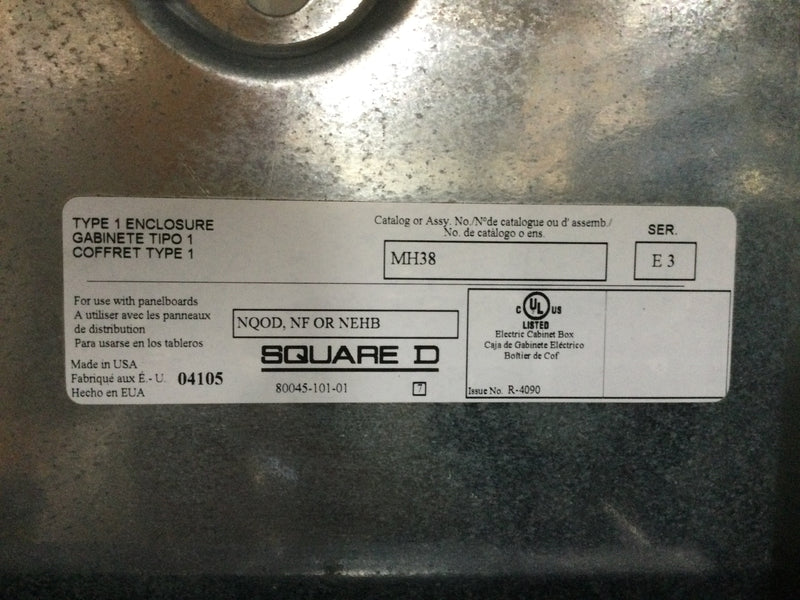 TYPE 1 ENCLOSURE
GABINETE TIPO 1
COFFRET TYPE 1
Catalog or Assy. No./N°de catalogue ou d' assemb./
No. de catálogo o ens.
MH38
SER.
E 3
For use with panelboards
A utiliser avec les panneaux
de distribution
Para usarse en los tableros
NQOD, NF OR NEHB
Made in USA
Fabriqué aux É.- U.
Hecho en EUA
04105
SQUARE D
80045-101-01
7
C UL US
LISTED
Electric Cabinet Box
Caja de Gabinete Eléctrico
Boîtier de Cof
Issue No. R-4090